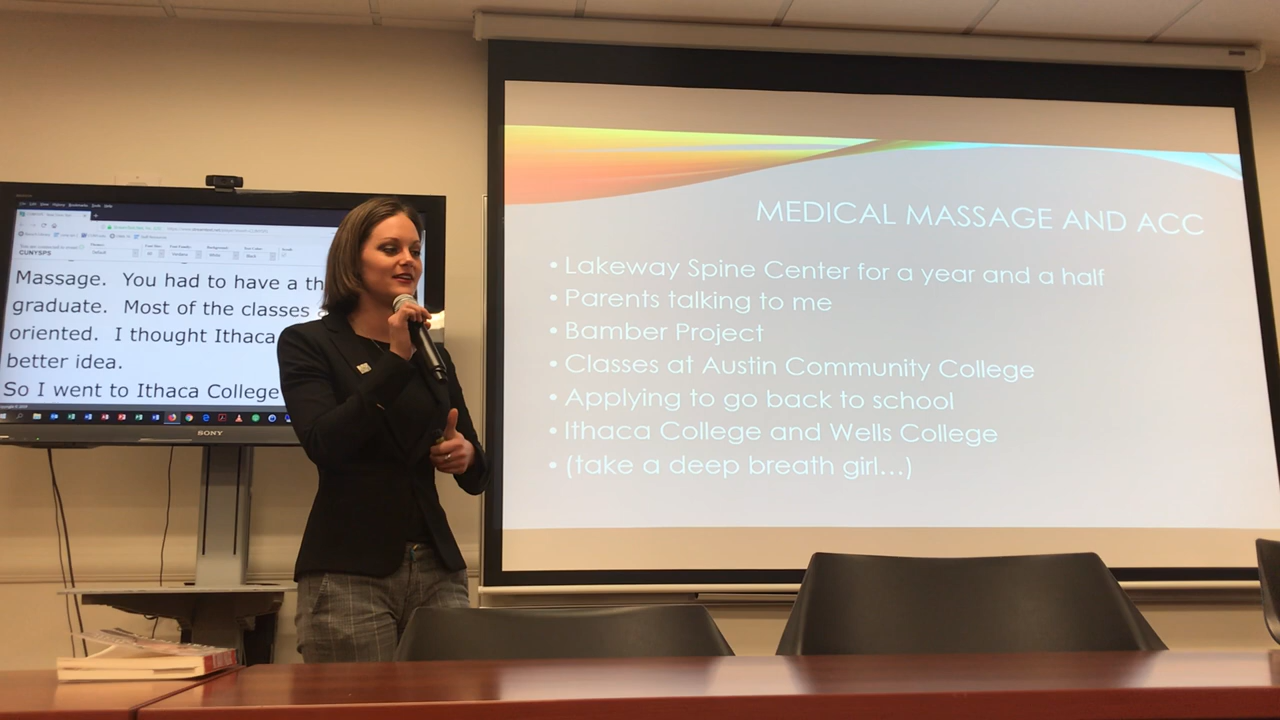 CUNYSPS
Massage.  You had to have a th
graduate.  Most of the classes
oriented.  I thought Ithaca
better idea.
So I went to Ithaca College
SONY
MEDICAL MASSAGE AND ACC
• Lakeway Spine Center for a year and a half
• Parents talking to me
• Bamber Project
• Classes at Austin Community College
• Applying to go back to school
• Ithaca College and Wells College
• (take a deep breath girl...)